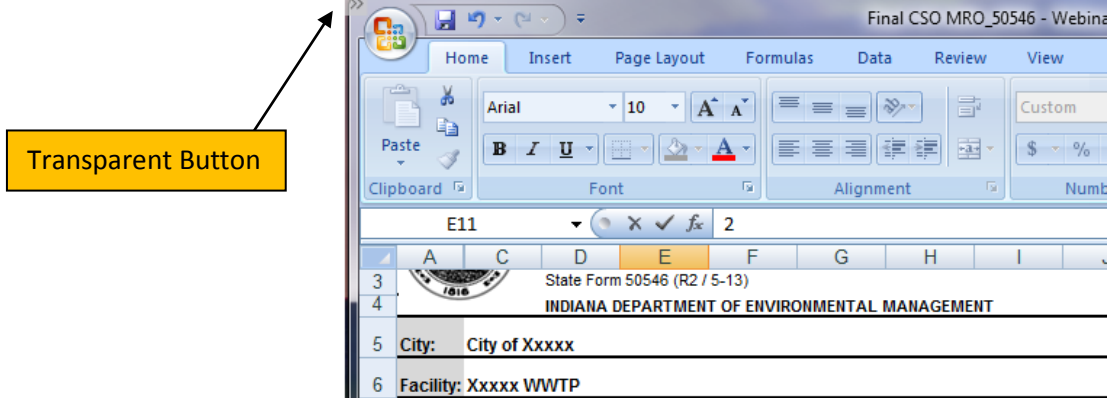 Final CSO MRO_50546 - Webina
Home Insert Page Layout Formulas Data Review View
Arial 10 A A Custom
Paste B I U A $ %
Clipboard Font Alignment Numb
Transparent Button
E11 fx 2
A C D E F G H I J
1816
3 State Form 50546 (R2 / 5-13)
4 INDIANA DEPARTMENT OF ENVIRONMENTAL MANAGEMENT
5 City: City of Xxxxx
6 Facility: Xxxxx WWTP